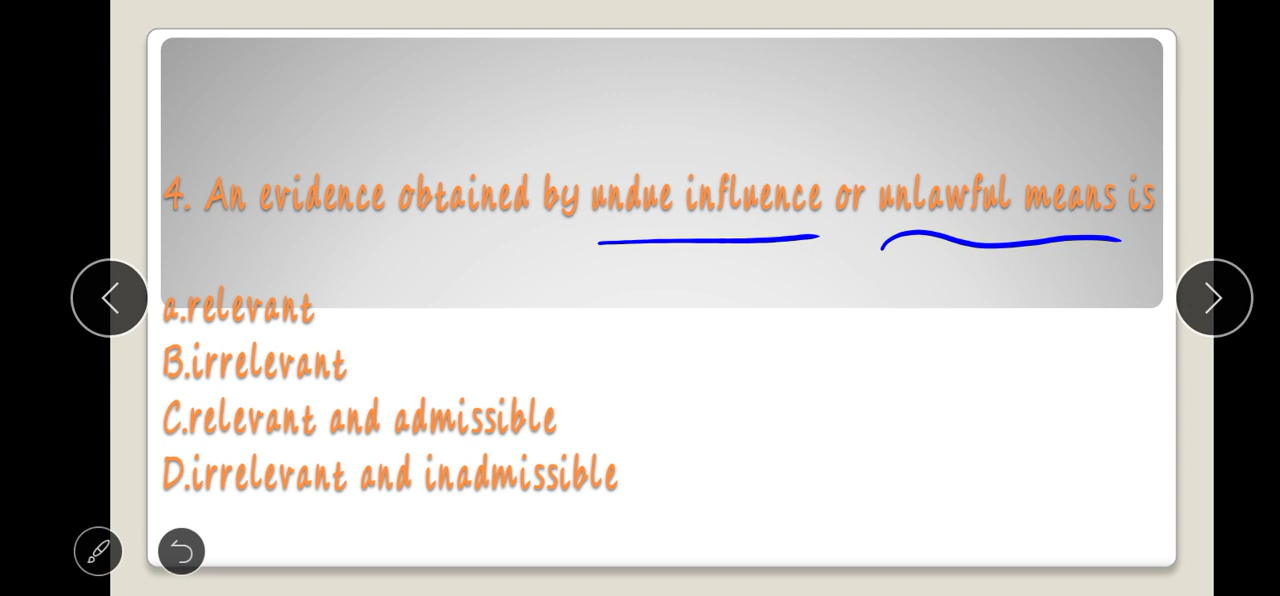 4. An evidence obtained by undue influence or unlawful means is
a.relevant
B.irrelevant
C.relevant and admissible
D.irrelevant and inadmissible